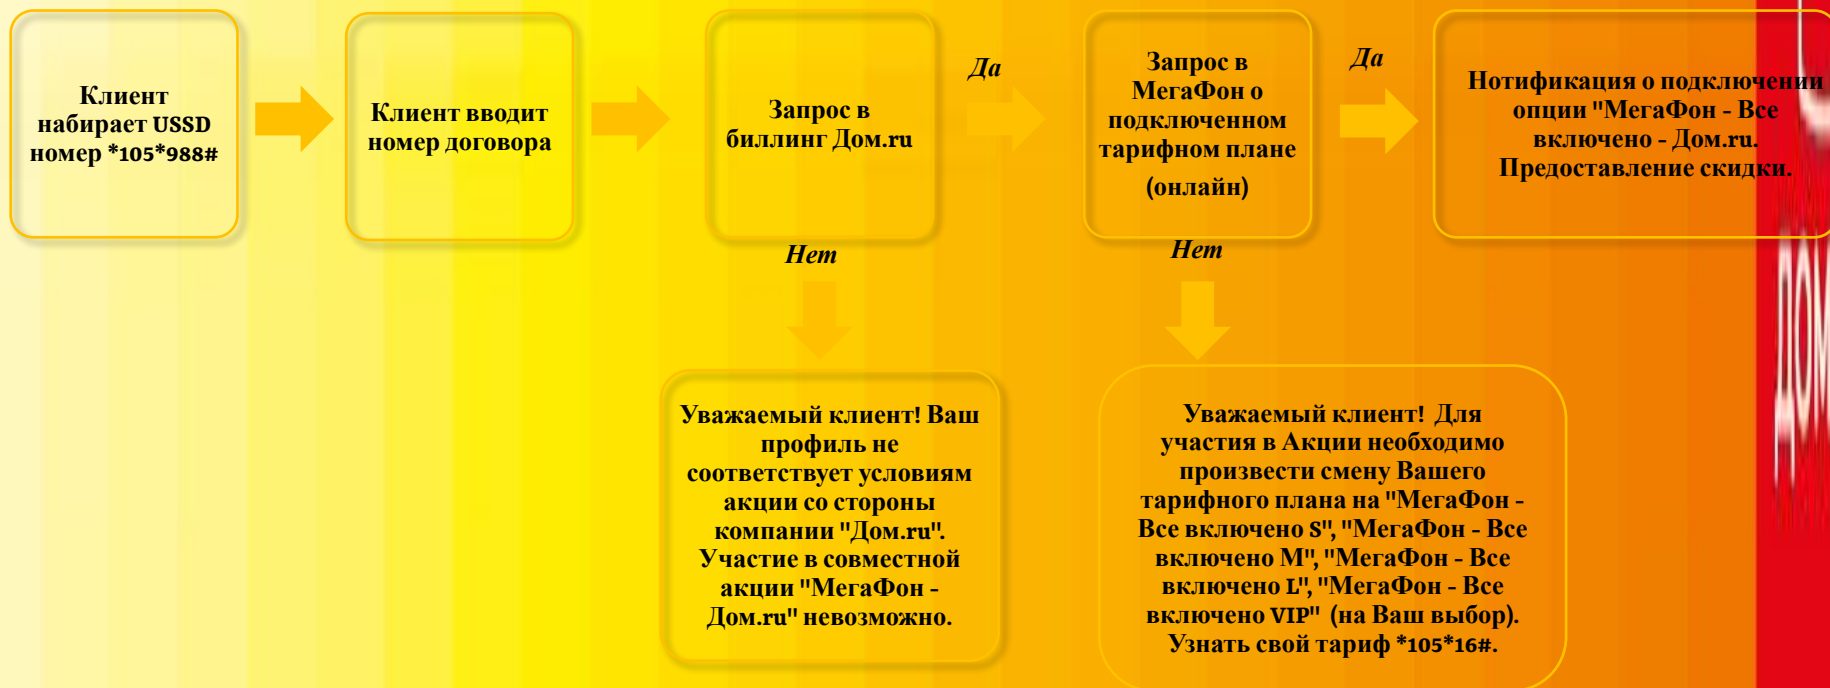 Клиент
набирает USSD
номер *105*988#
Клиент вводит
номер договора
Запрос в
биллинг Дом.ru
Да
Запрос в
МегаФон о
подключенном
тарифном плане
(онлайн)
Да
Нотификация о подключении
опции "МегаФон - Все
включено - Дом.ru.
Предоставление скидки.
Нет
Нет
Уважаемый клиент! Ваш
профиль не
соответствует условиям
акции со стороны
компании "Дом.ru".
Участие в совместной
акции "МегаФон -
Дом.ru" невозможно.
Уважаемый клиент! Для
участия в Акции необходимо
произвести смену Вашего
тарифного плана на "МегаФон -
Все включено S", "МегаФон - Все
включено M", "МегаФон - Все
включено L", "МегаФон - Все
включено VIP" (на Ваш выбор).
Узнать свой тариф *105*16#.
ДОМ